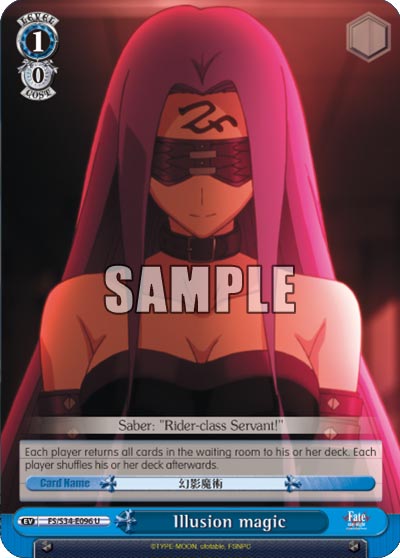 LEVEL
1
0
COST
SAMPLE
Saber: "Rider-class Servant!"
Each player returns all cards in the waiting room to his or her deck. Each
player shuffles his or her deck afterwards.
Card Name 幻影魔術
EV FS/S34-E096 U Illusion magic Fate
©TYPE-MOON, ufotable, FSNPC